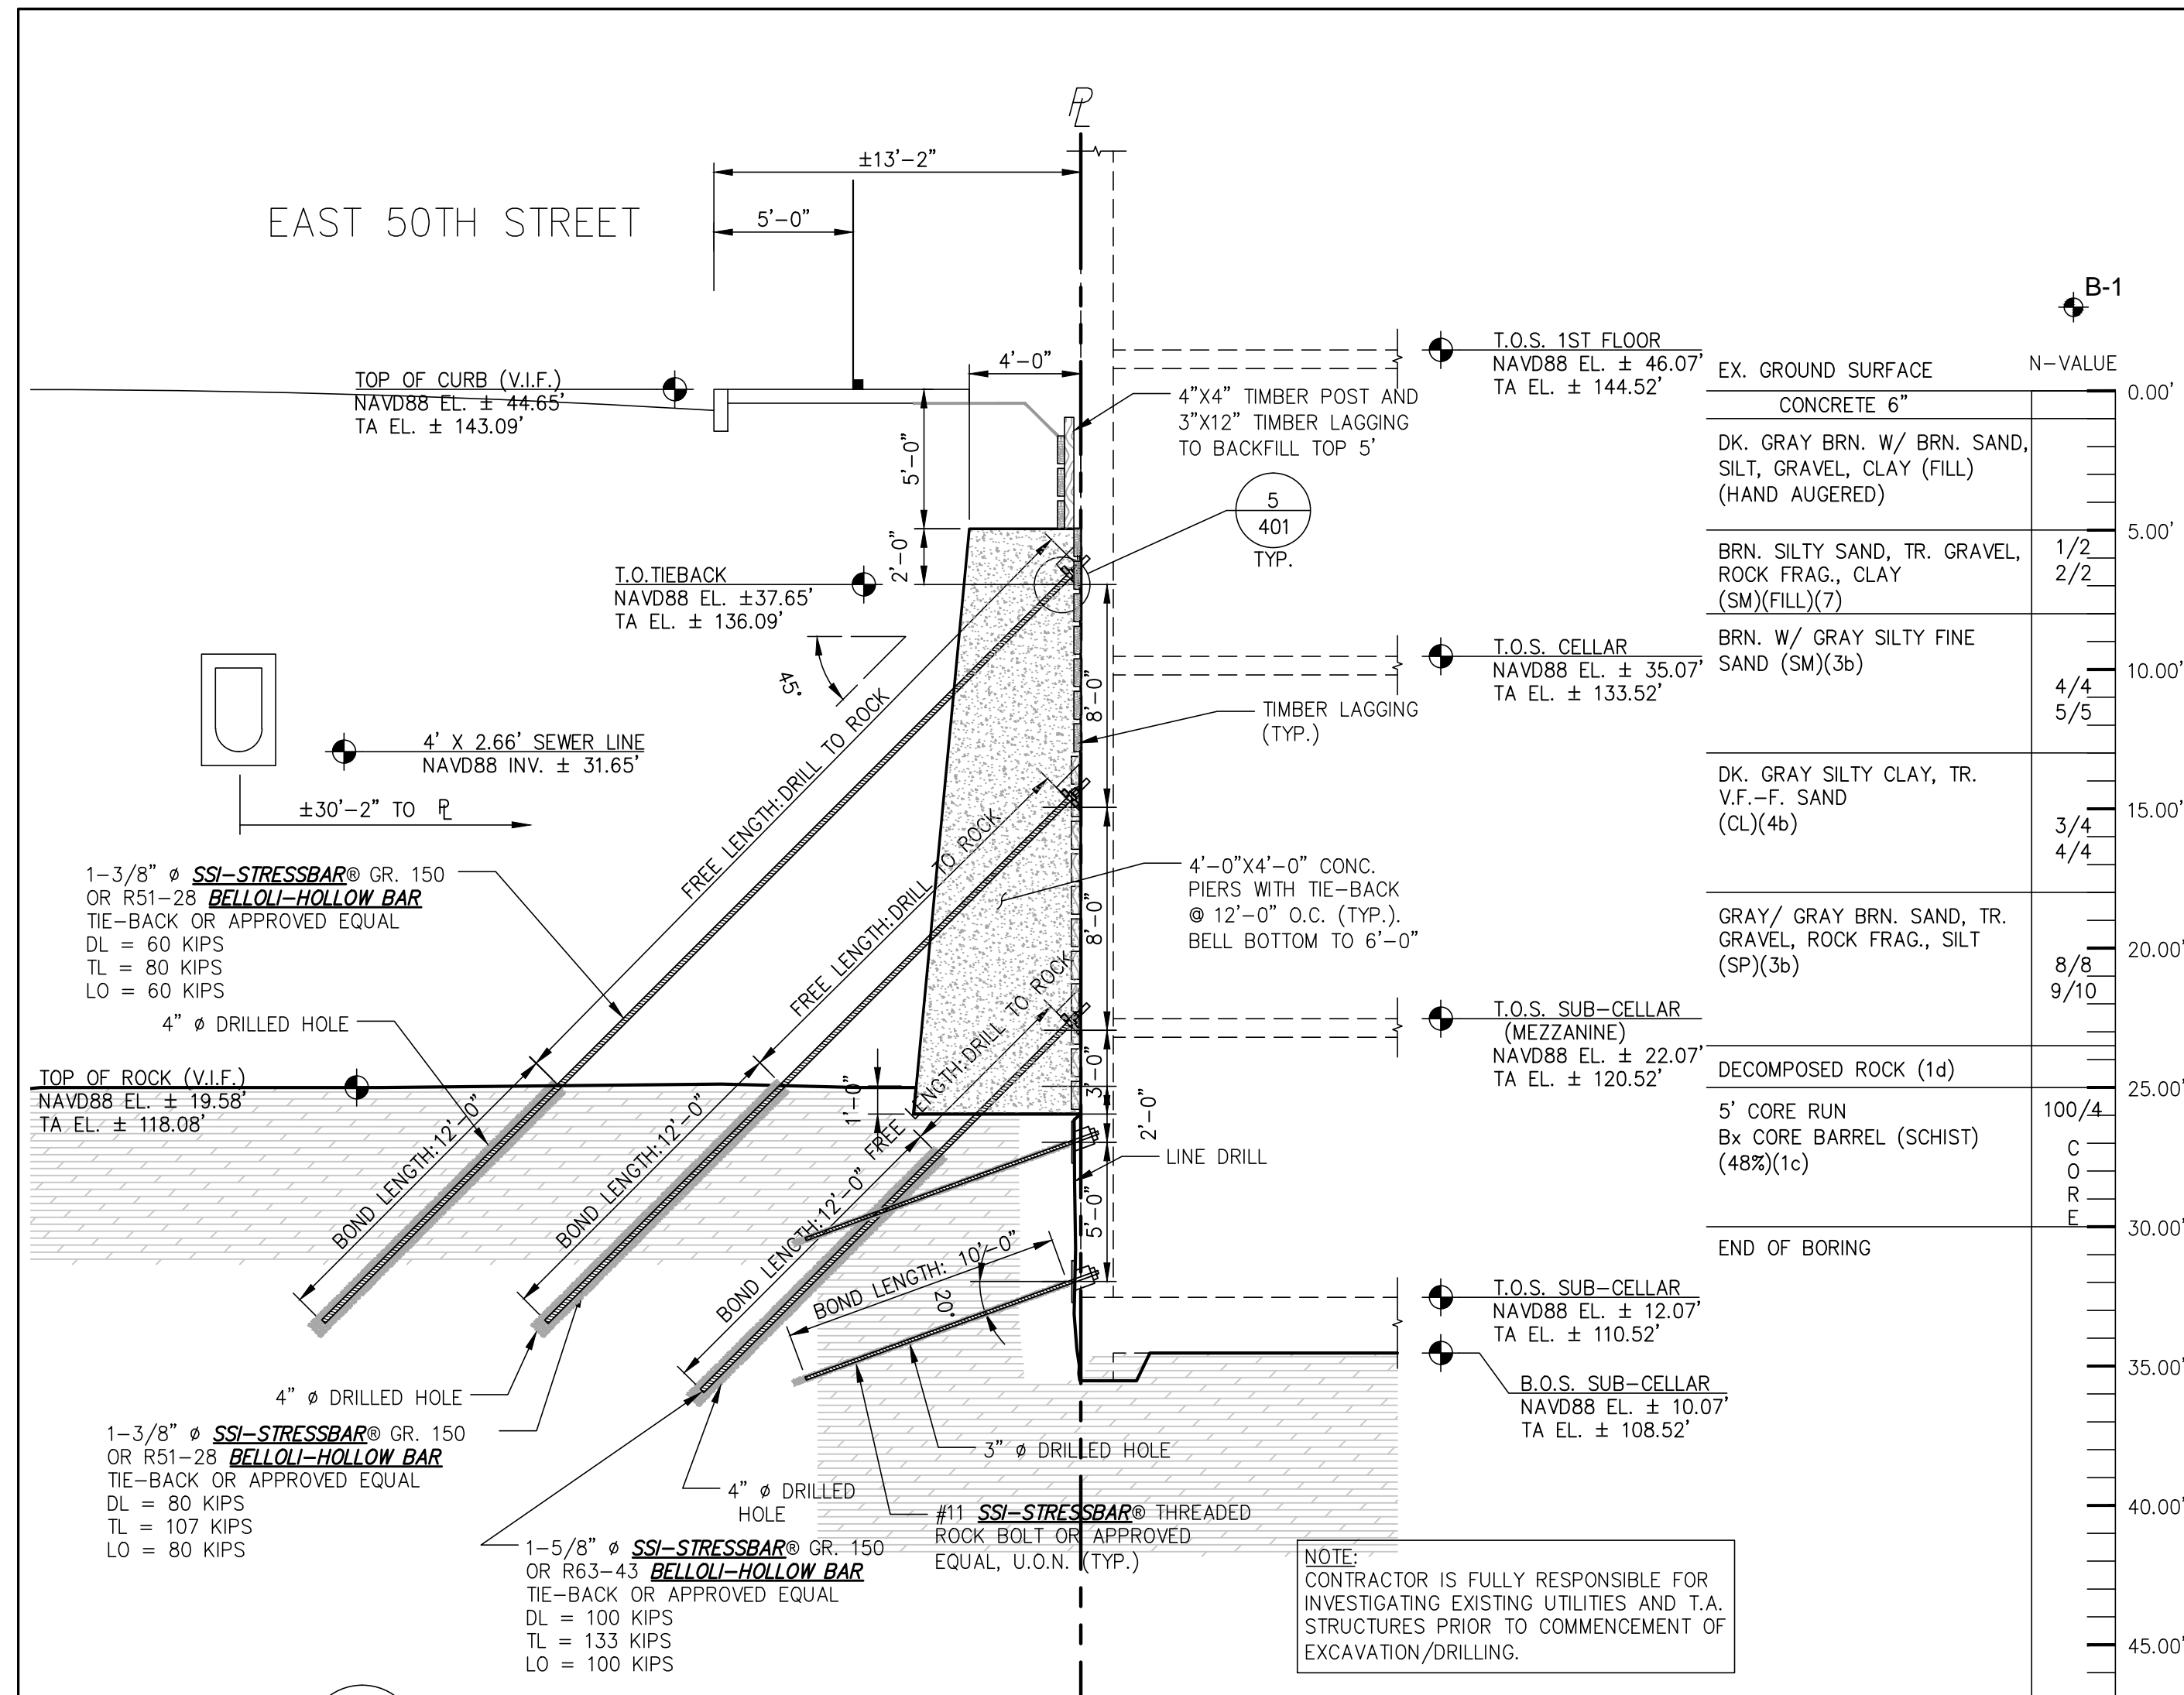 EAST 50TH STREET
PL
±13'-2"
5'-0"
4'-0"
TOP OF CURB (V.I.F.)
NAVD88 EL. ± 44.65'
TA EL. ± 143.09'
5'-0"
2'-0"
4"X4" TIMBER POST AND
3"X12" TIMBER LAGGING
TO BACKFILL TOP 5'
5
401
TYP.
T.O.TIEBACK
NAVD88 EL. ±37.65'
TA EL. ± 136.09'
45°
4' X 2.66' SEWER LINE
NAVD88 INV. ± 31.65'
±30'-2" TO PL
TIMBER LAGGING
(TYP.)
8'-0"
8'-0"
3'-0"
2'-0"
5'-0"
1'-0"
FREE LENGTH: DRILL TO ROCK
FREE LENGTH: DRILL TO ROCK
FREE LENGTH: DRILL TO ROCK
BOND LENGTH: 12'-0"
BOND LENGTH: 12'-0"
BOND LENGTH: 12'-0"
BOND LENGTH: 10'-0"
20°
1-3/8" ø SSI-STRESSBAR® GR. 150
OR R51-28 BELLOLI-HOLLOW BAR
TIE-BACK OR APPROVED EQUAL
DL = 60 KIPS
TL = 80 KIPS
LO = 60 KIPS
4" ø DRILLED HOLE
4'-0"X4'-0" CONC.
PIERS WITH TIE-BACK
@ 12'-0" O.C. (TYP.).
BELL BOTTOM TO 6'-0"
TOP OF ROCK (V.I.F.)
NAVD88 EL. ± 19.58'
TA EL. ± 118.08'
LINE DRILL
4" ø DRILLED HOLE
1-3/8" ø SSI-STRESSBAR® GR. 150
OR R51-28 BELLOLI-HOLLOW BAR
TIE-BACK OR APPROVED EQUAL
DL = 80 KIPS
TL = 107 KIPS
LO = 80 KIPS
4" ø DRILLED
HOLE
1-5/8" ø SSI-STRESSBAR® GR. 150
OR R63-43 BELLOLI-HOLLOW BAR
TIE-BACK OR APPROVED EQUAL
DL = 100 KIPS
TL = 133 KIPS
LO = 100 KIPS
3" ø DRILLED HOLE
#11 SSI-STRESSBAR® THREADED
ROCK BOLT OR APPROVED
EQUAL, U.O.N. (TYP.)
T.O.S. 1ST FLOOR
NAVD88 EL. ± 46.07'
TA EL. ± 144.52'
T.O.S. CELLAR
NAVD88 EL. ± 35.07'
TA EL. ± 133.52'
T.O.S. SUB-CELLAR
(MEZZANINE)
NAVD88 EL. ± 22.07'
TA EL. ± 120.52'
T.O.S. SUB-CELLAR
NAVD88 EL. ± 12.07'
TA EL. ± 110.52'
B.O.S. SUB-CELLAR
NAVD88 EL. ± 10.07'
TA EL. ± 108.52'
NOTE:
CONTRACTOR IS FULLY RESPONSIBLE FOR
INVESTIGATING EXISTING UTILITIES AND T.A.
STRUCTURES PRIOR TO COMMENCEMENT OF
EXCAVATION/DRILLING.
B-1
EX. GROUND SURFACE
N-VALUE
0.00'
CONCRETE 6"
DK. GRAY BRN. W/ BRN. SAND,
SILT, GRAVEL, CLAY (FILL)
(HAND AUGERED)
5.00'
BRN. SILTY SAND, TR. GRAVEL,
ROCK FRAG., CLAY
(SM)(FILL)(7)
1/2
2/2
BRN. W/ GRAY SILTY FINE
SAND (SM)(3b)
10.00'
4/4
5/5
DK. GRAY SILTY CLAY, TR.
V.F.-F. SAND
(CL)(4b)
15.00'
3/4
4/4
GRAY/ GRAY BRN. SAND, TR.
GRAVEL, ROCK FRAG., SILT
(SP)(3b)
20.00'
8/8
9/10
DECOMPOSED ROCK (1d)
25.00'
5' CORE RUN
Bx CORE BARREL (SCHIST)
(48%)(1c)
100/4
C
O
R
E
30.00'
END OF BORING
35.00'
40.00'
45.00'